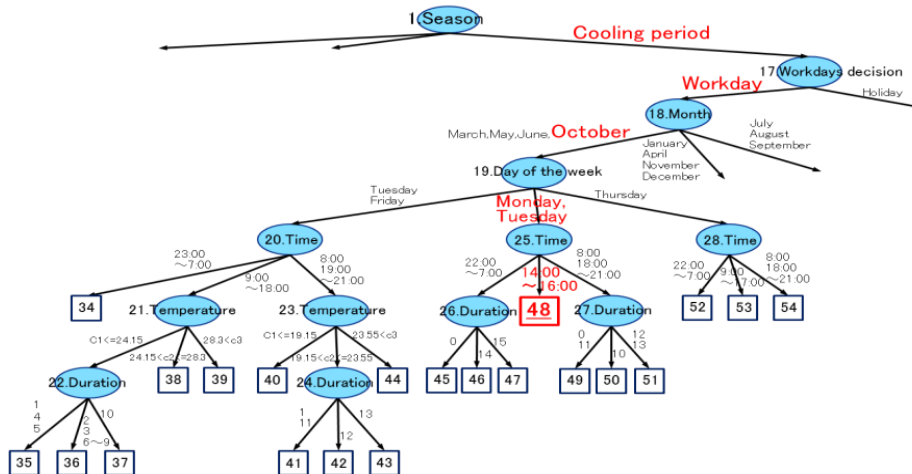 1.Season
Cooling period
17.Workdays decision
Workday
Holiday
18.Month
March,May,June,October
January
April
November
December
July
August
September
19.Day of the week
Tuesday
Friday
Monday,
Tuesday
Thursday
20.Time
25.Time
28.Time
23:00
～7:00
9:00
～18:00
8:00
19:00
～21:00
22:00
～7:00
14:00
～16:00
8:00
18:00
～21:00
22:00
～7:00
9:00
～17:00
8:00
18:00
～21:00
34
21.Temperature
23.Temperature
26.Duration
48
27.Duration
52
53
54
C1<=24.15
24.15<c2<=28.3
28.3<c3
C1<=19.15
19.15<c2<=23.55
23.55<c3
0
14
15
0
11
10
12
13
22.Duration
38
39
40
24.Duration
44
45
46
47
49
50
51
1
4
5
2
3
6～9
10
1
11
12
13
35
36
37
41
42
43